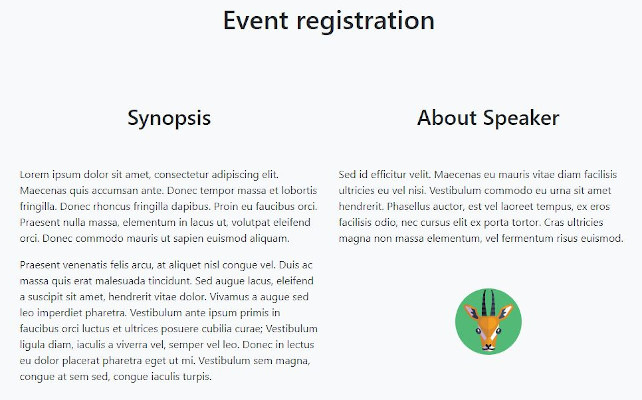 Event registration
Synopsis
Lorem ipsum dolor sit amet, consectetur adipiscing elit.
Maecenas quis accumsan ante. Donec tempor massa et lobortis
fringilla. Donec rhoncus fringilla dapibus. Proin eu faucibus orci.
Praesent nulla massa, elementum in lacus ut, volutpat eleifend
orci. Donec commodo mauris ut sapien euismod aliquam.
Praesent venenatis felis arcu, at aliquet nisl congue vel. Duis ac
massa quis erat malesuada tincidunt. Sed augue lacus, eleifend
a suscipit sit amet, hendrerit vitae dolor. Vivamus a augue sed
leo imperdiet pharetra. Vestibulum ante ipsum primis in
faucibus orci luctus et ultrices posuere cubilia curae; Vestibulum
ligula diam, iaculis a viverra vel, semper vel leo. Donec in lectus
eu dolor placerat pharetra eget ut mi. Vestibulum sem magna,
congue at sem sed, congue iaculis turpis.
About Speaker
Sed id efficitur velit. Maecenas eu mauris vitae diam facilisis
ultricies eu vel nisi. Vestibulum commodo eu urna sit amet
hendrerit. Phasellus auctor, est vel laoreet tempus, ex eros
facilisis odio, nec cursus elit ex porta tortor. Cras ultricies
magna non massa elementum, vel fermentum risus euismod.